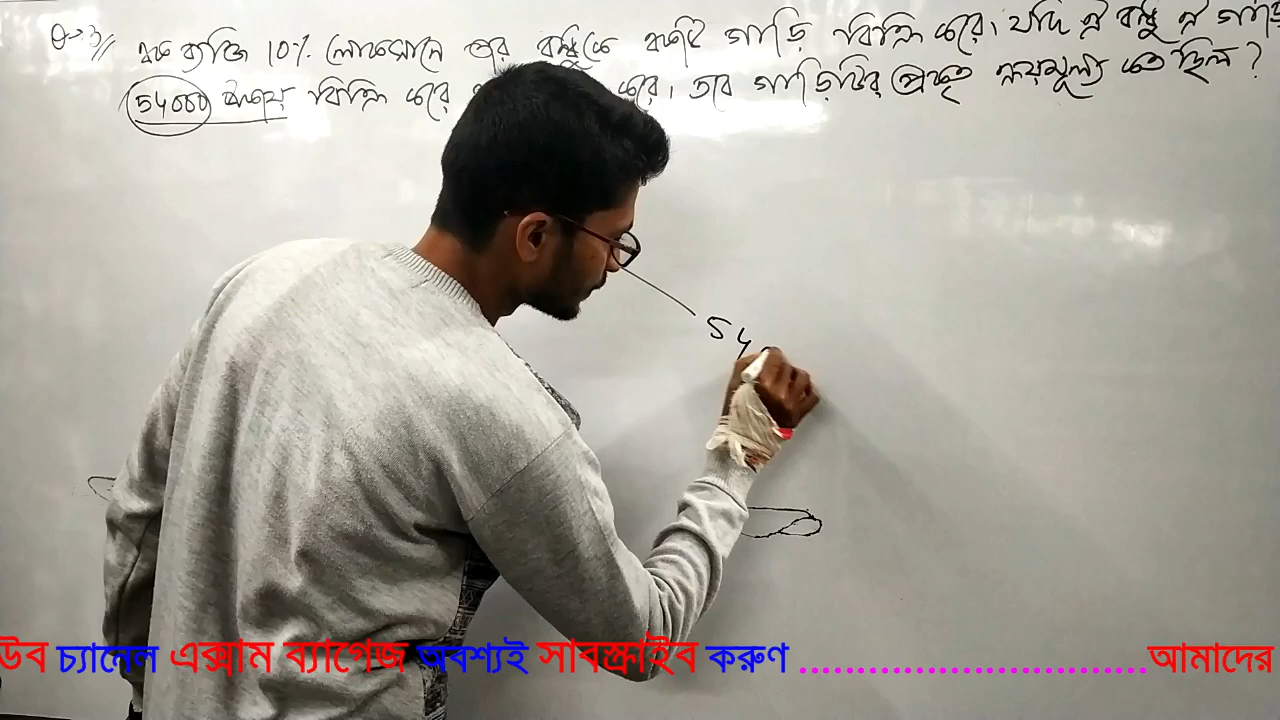 Q→3// এক ব্যক্তি 10% লোকসানে তার বন্ধুকে একটি গাড়ি বিক্রি করে। যদি ঐ বন্ধু ঐ গাড়ি
54000 টাকায় বিক্রি করে করে। তবে গাড়িটির প্রকৃত ক্রয়মূল্য কত ছিল?
54
উব চ্যানেল এক্সাম ব্যাগেজ অবশ্যই সাবস্ক্রাইব করুণ ................................আমাদের